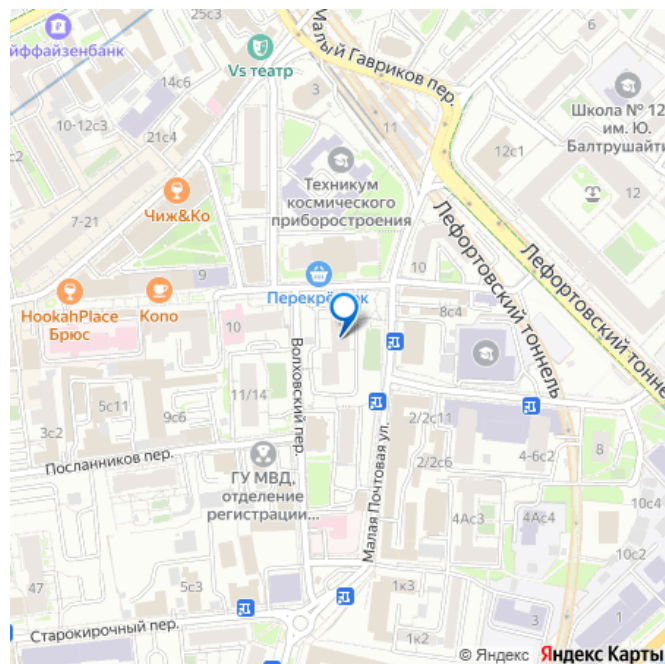 25с3
йффайзенбанк
Vs театр
Малый Гавриков пер.
14с6
3
10-12с3
21с4
11
Школа № 12
им. Ю.
Балтрушайти
12с1
Техникум
космического
приборостроения
12
Чиж&Ко
7-21
Лефортовский тоннель
Лефортовский тонне
9
10
Перекрёсток
HookahPlace
Брюс
Kono
10
8с4
Волховский пер.
11/14
5с11
9с6
3с2
2/2с11
Посланников пер.
ГУ МВД,
отделение
регистрации...
Малая Почтовая ул.
2/2с6
4-6с2
8
4Ас3
4Ас4
10с4
10с2
47
5с3
1к3
1
3
Старокирочный пер.
1к2
© Яндекс Яндекс Карты